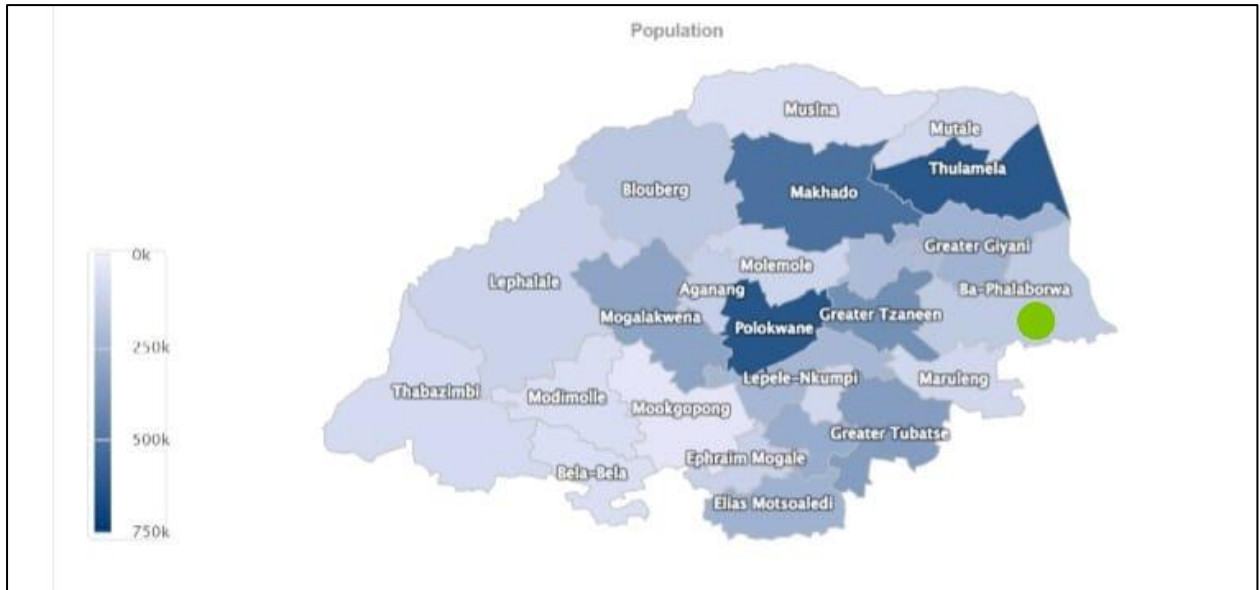 Population
Musina
Mutale
Thulamela
Blouberg
Makhado
Greater Giyani
Molemole
Lephalale
Aganang
Ba-Phalaborwa
Mogalakwena
Polokwane
Greater Tzaneen
Lepele-Nkumpi
Maruleng
Thabazimbi
Modimolle
Mookgopong
Greater Tubatse
Ephraim Mogale
Bela-Bela
Elias Motsoaledi
0k
250k
500k
750k